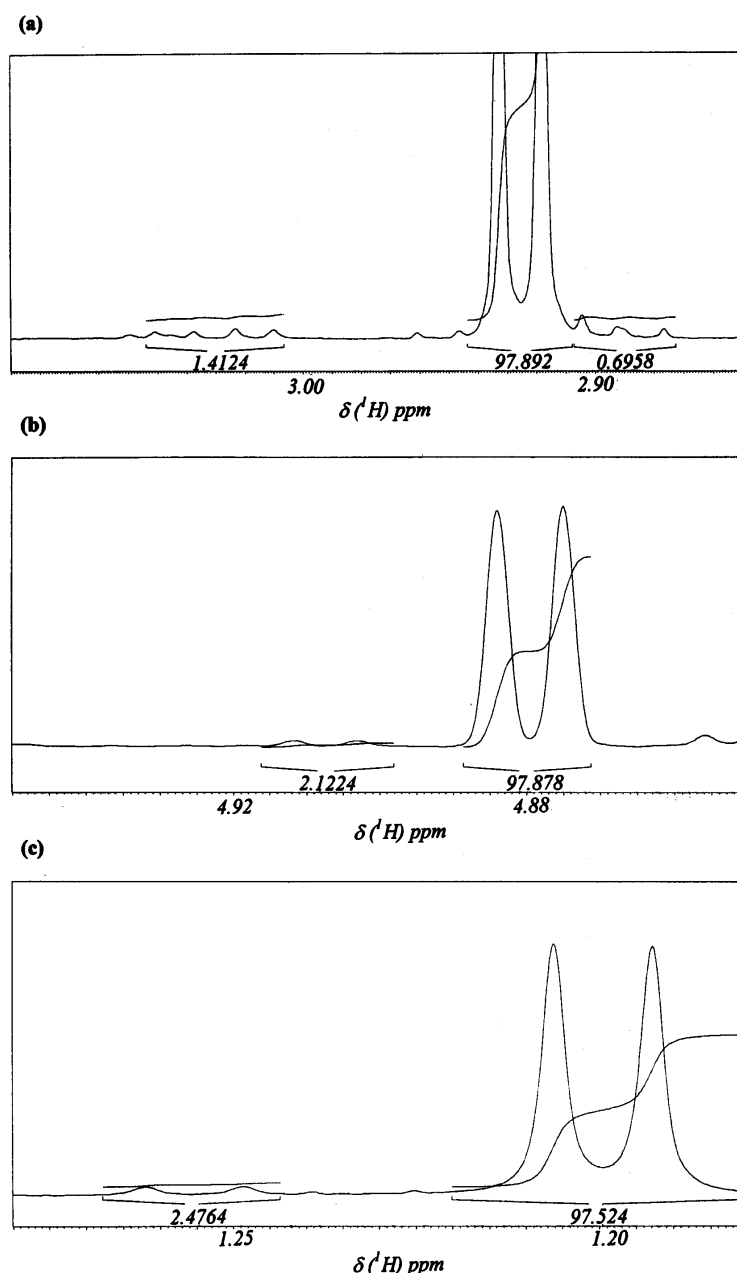 (a)
1.4124 97.892 0.6958
3.00 2.90
δ (¹H) ppm
(b)
2.1224 97.878
4.92 4.88
δ (¹H) ppm
(c)
2.4764 97.524
1.25 1.20
δ (¹H) ppm